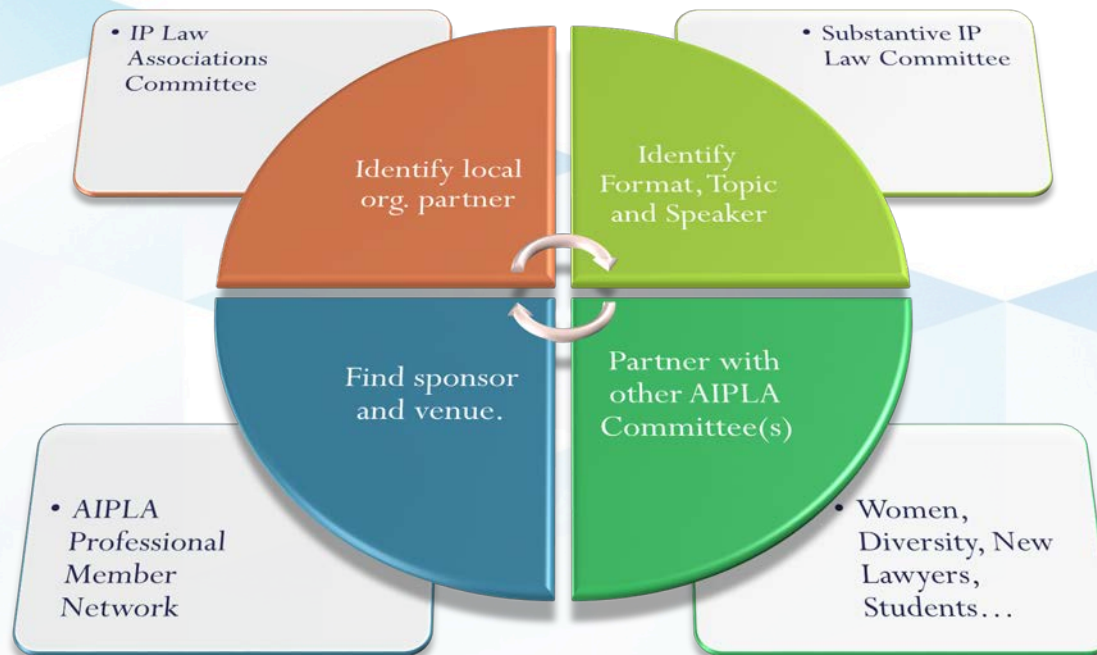 • IP Law
Associations
Committee
• Substantive IP
Law Committee
Identify local
org. partner
Identify
Format, Topic
and Speaker
Find sponsor
and venue.
Partner with
other AIPLA
Committee(s)
• AIPLA
Professional
Member
Network
• Women,
Diversity, New
Lawyers,
Students…